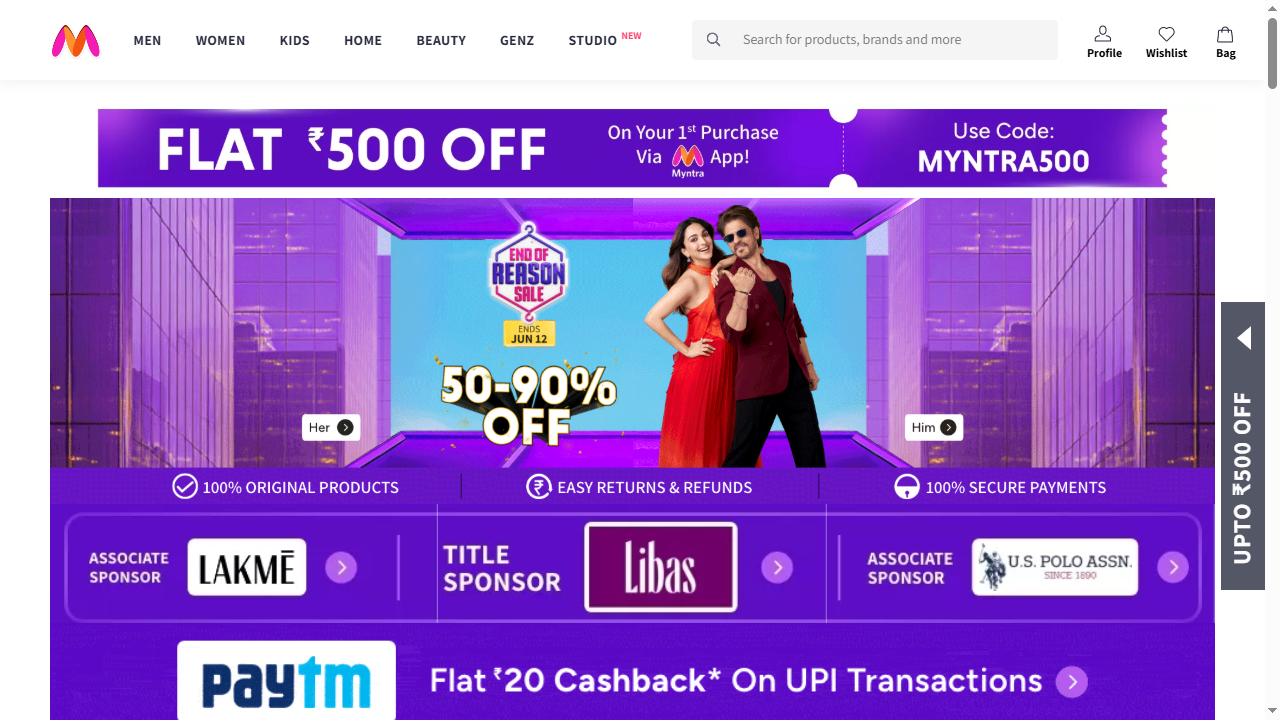 MEN WOMEN KIDS HOME BEAUTY GENZ STUDIO NEW
Search for products, brands and more
Profile Wishlist Bag
FLAT ₹500 OFF
On Your 1st Purchase
Via App!
Myntra
Use Code:
MYNTRA500
END OF
REASON
SALE
ENDS
JUN 12
50-90%
OFF
Her
Him
UPTO ₹500 OFF
100% ORIGINAL PRODUCTS
EASY RETURNS & REFUNDS
100% SECURE PAYMENTS
ASSOCIATE
SPONSOR
LAKMĒ
TITLE
SPONSOR
Libas
ASSOCIATE
SPONSOR
U.S. POLO ASSN.
SINCE 1890
paytm
Flat ₹20 Cashback* On UPI Transactions